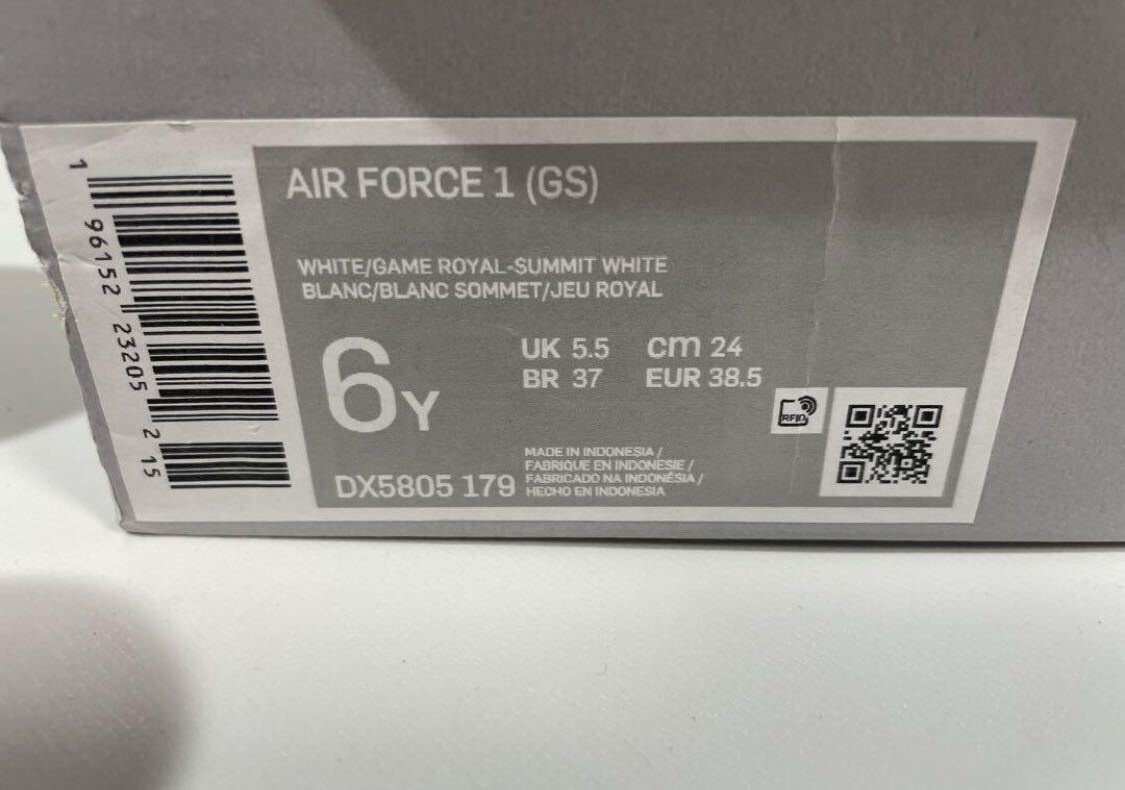 AIR FORCE 1 (GS)
WHITE/GAME ROYAL-SUMMIT WHITE
BLANC/BLANC SOMMET/JEU ROYAL
6Y
UK 5.5 cm 24
BR 37 EUR 38.5
RFID
MADE IN INDONESIA /
FABRIQUE EN INDONESIE /
FABRICADO NA INDONÉSIA /
HECHO EN INDONESIA
DX5805 179
1 96152 23205 2 15